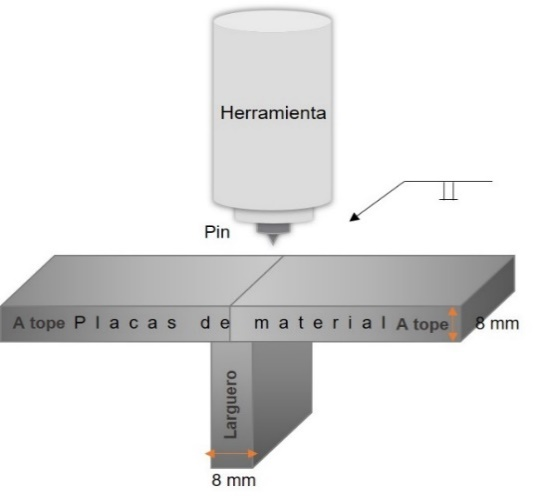 Herramienta
Pin
A tope Placas de material A tope 8 mm
Larguero
8 mm